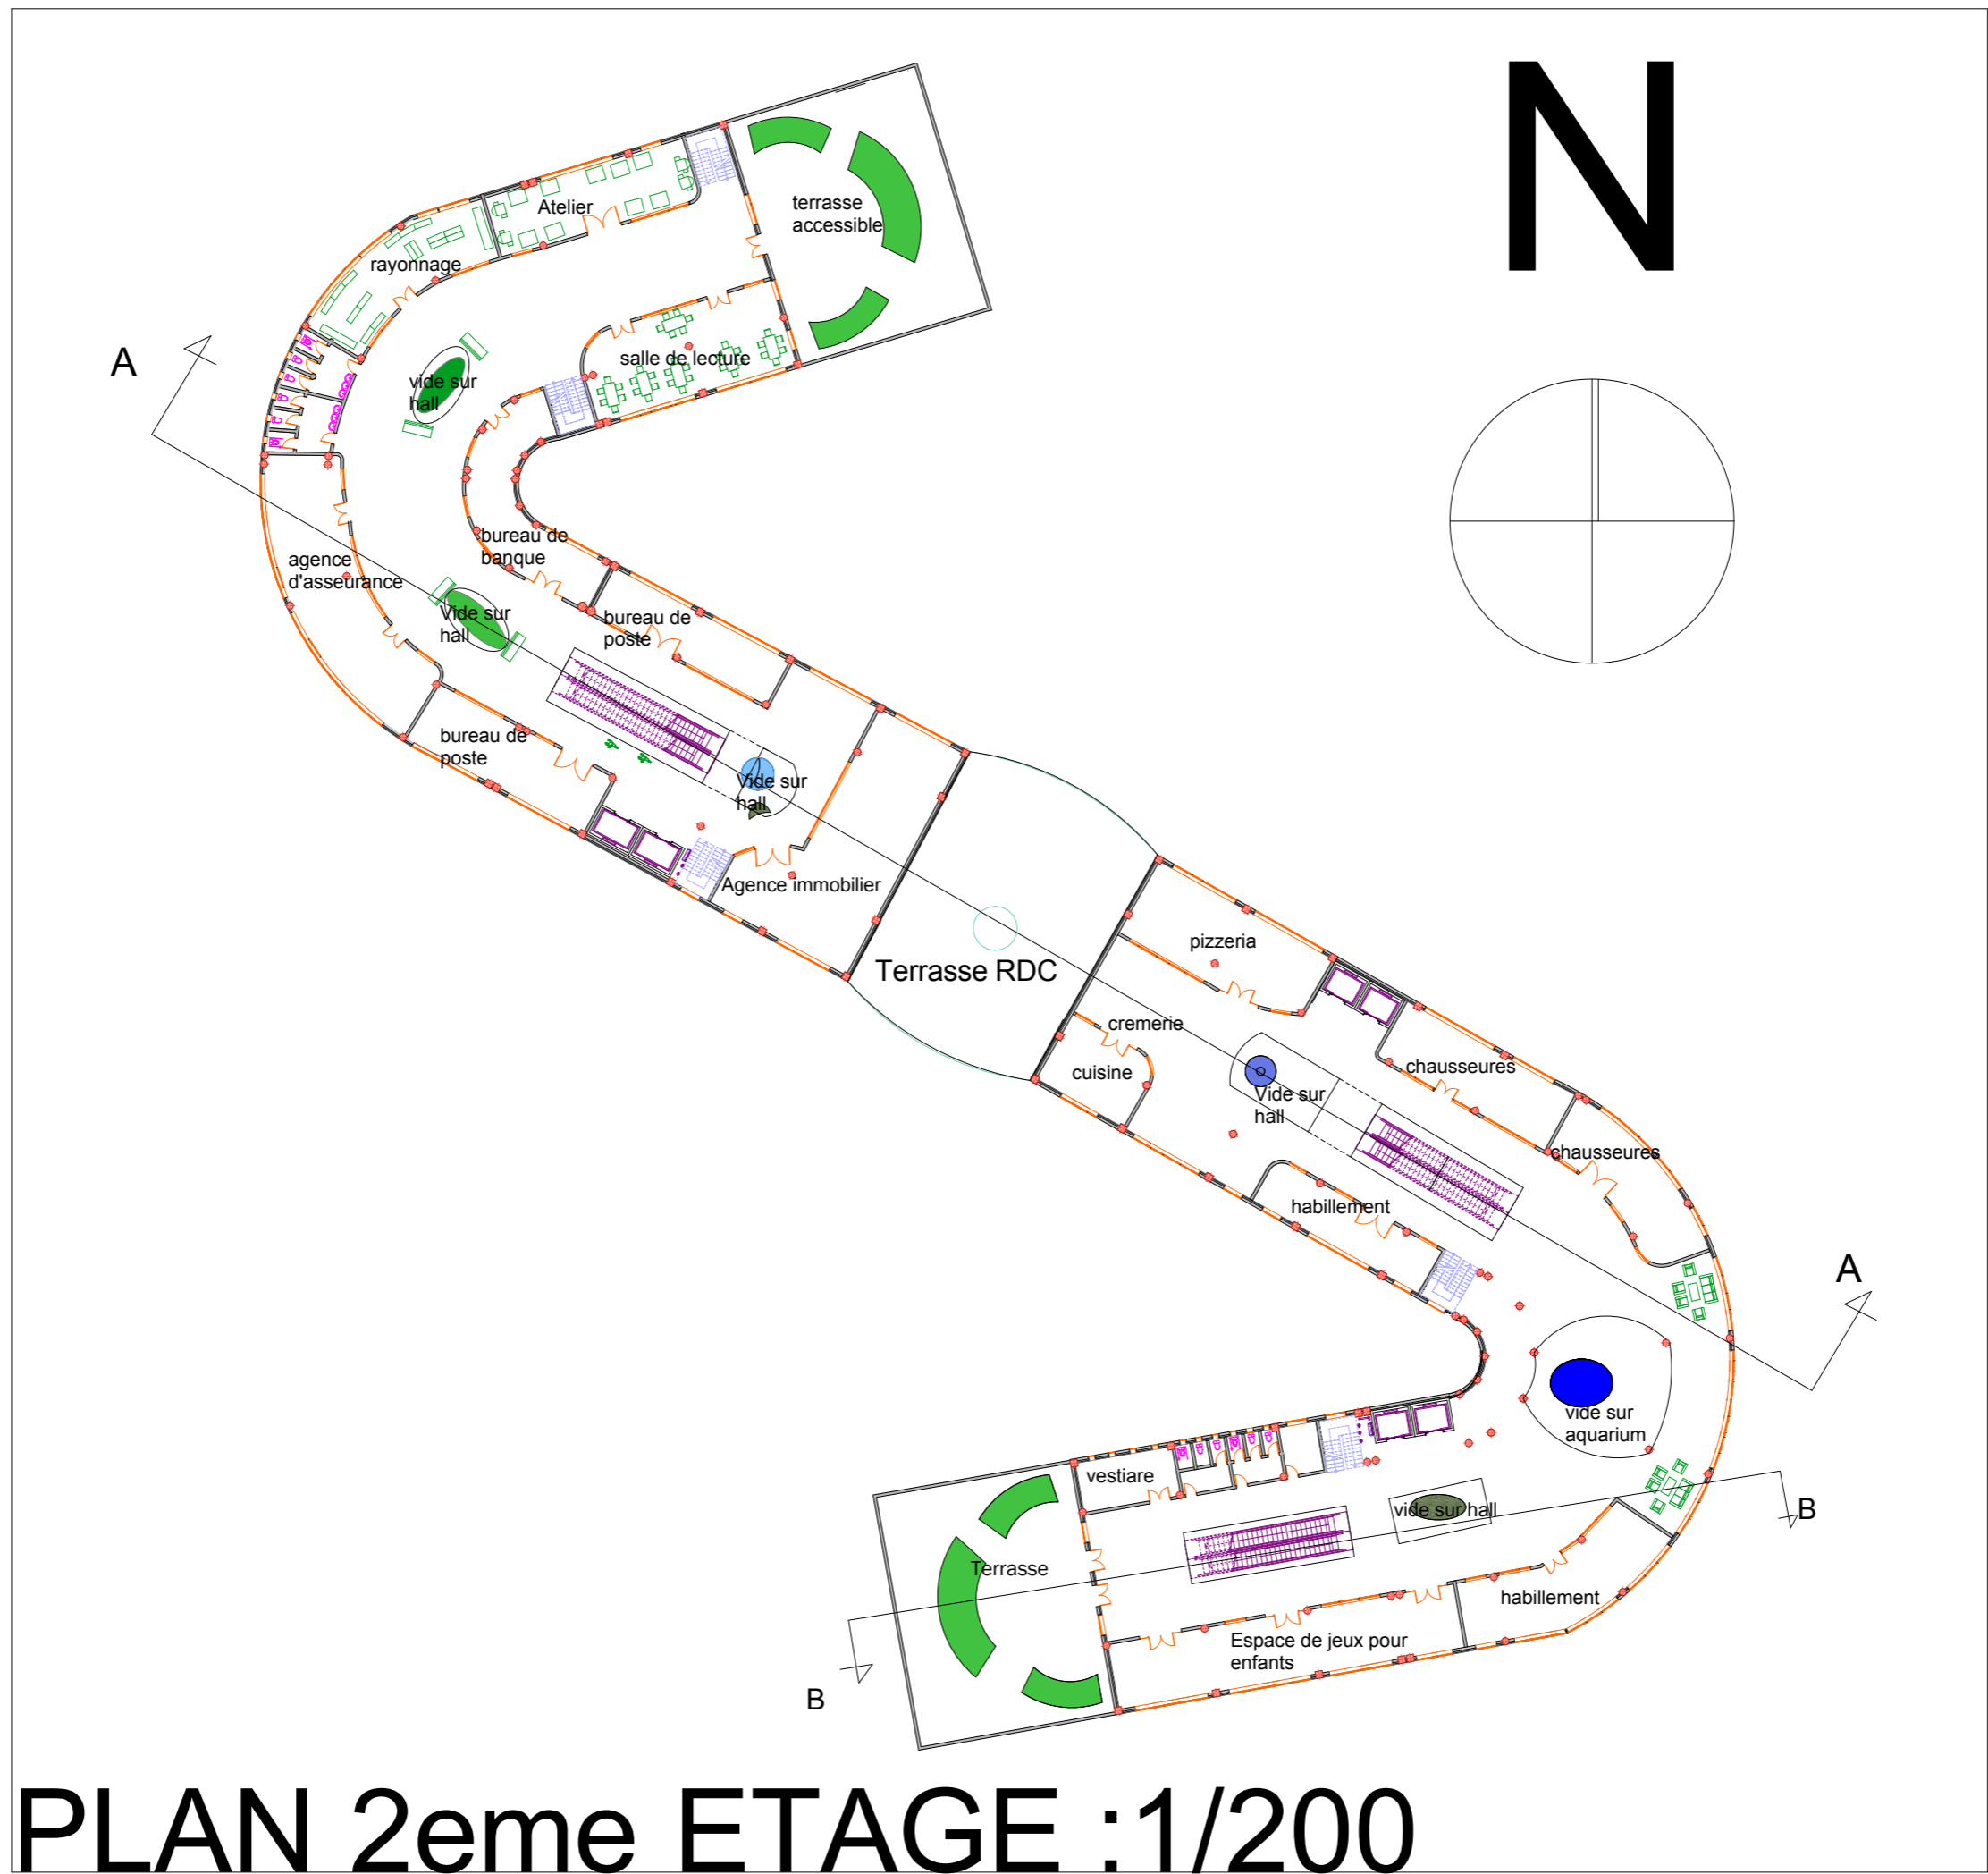 N
terrasse
accessible
Atelier
rayonnage
salle de lecture
A
vide sur
hall
bureau de
banque
agence
d'asseurance
Vide sur
hall
bureau de
poste
bureau de
poste
Vide sur
hall
Agence immobilier
Terrasse RDC
pizzeria
cremerie
cuisine
chausseures
Vide sur
hall
chausseures
habillement
A
vide sur
aquarium
vestiare
vide sur hall
B
Terrasse
habillement
Espace de jeux pour
enfants
B
PLAN 2eme ETAGE :1/200